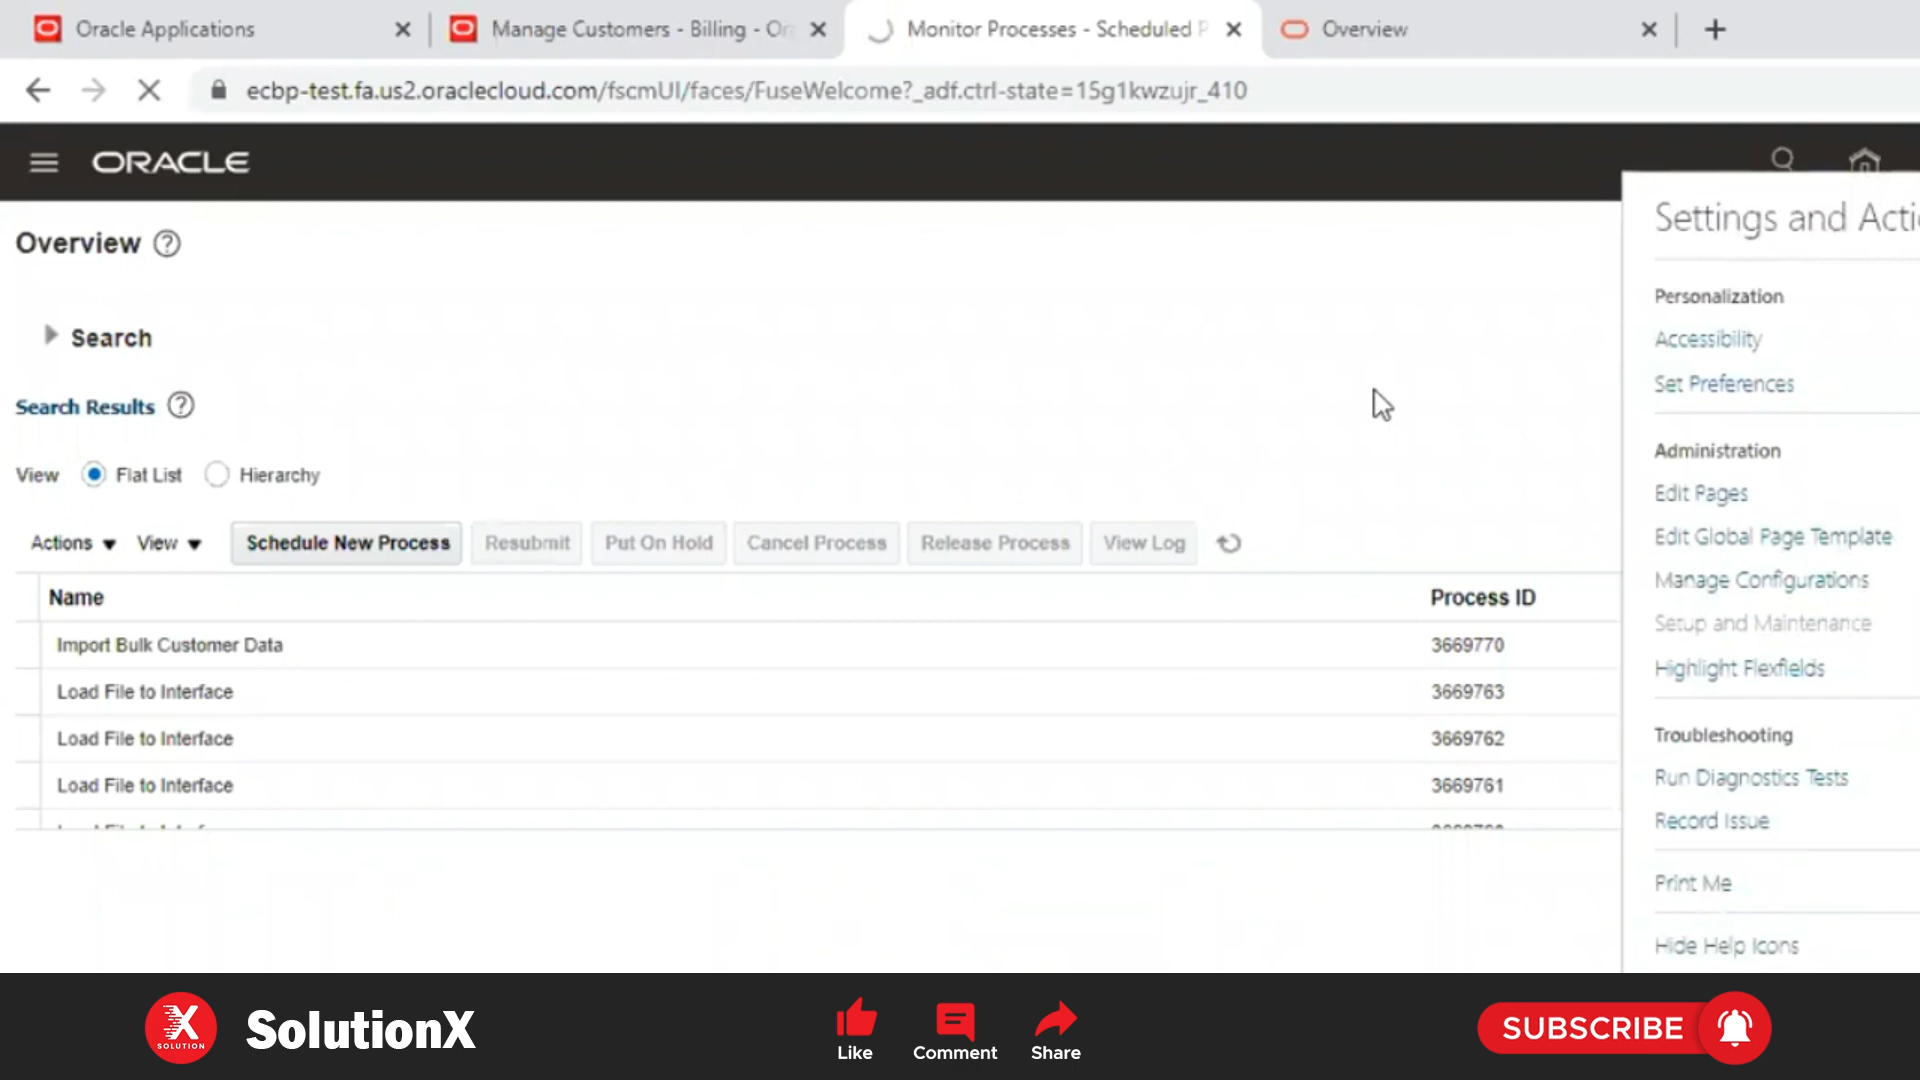 Oracle Applications
Manage Customers - Billing - Or
Monitor Processes - Scheduled P
Overview
ecbp-test.fa.us2.oraclecloud.com/fscmUI/faces/FuseWelcome?_adf.ctrl-state=15g1kwzujr_410
ORACLE
Settings and Acti
Overview
Personalization
Search
Accessibility
Set Preferences
Search Results
Administration
View Flat List Hierarchy
Edit Pages
Actions View Schedule New Process Resubmit Put On Hold Cancel Process Release Process View Log
Edit Global Page Template
Manage Configurations
Name Process ID
Setup and Maintenance
Import Bulk Customer Data 3669770
Highlight Flexfields
Load File to Interface 3669763
Load File to Interface 3669762
Troubleshooting
Run Diagnostics Tests
Load File to Interface 3669761
Record Issue
Print Me
Hide Help Icons
X
SOLUTION
SolutionX
Like
Comment
Share
SUBSCRIBE